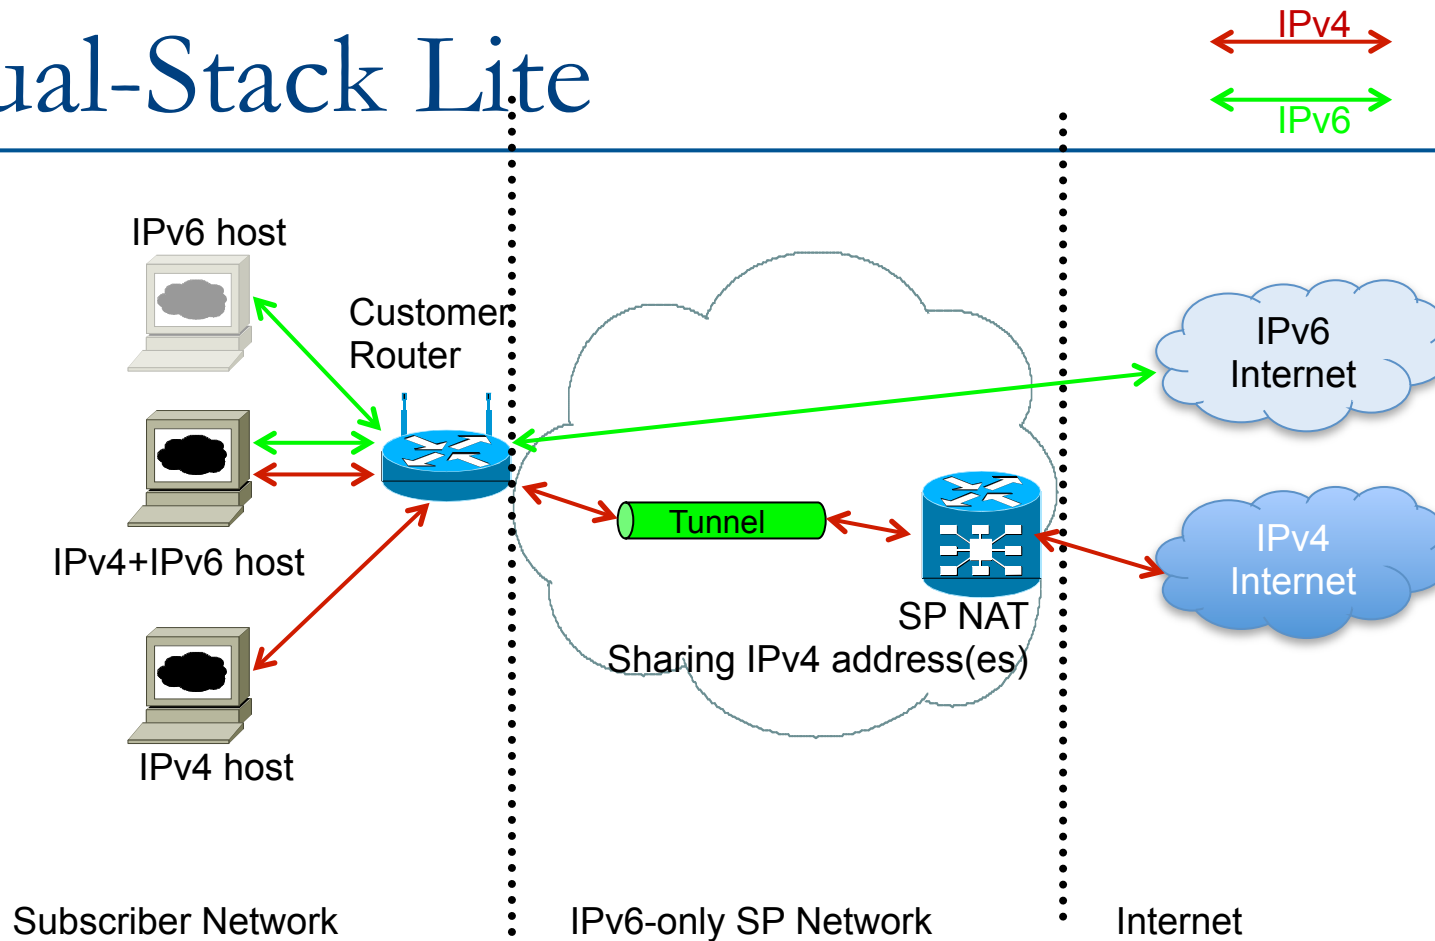 ual-Stack Lite
IPv4
IPv6
IPv6 host
Customer
Router
IPv6
Internet
Tunnel
IPv4
Internet
IPv4+IPv6 host
SP NAT
Sharing IPv4 address(es)
IPv4 host
Subscriber Network
IPv6-only SP Network
Internet